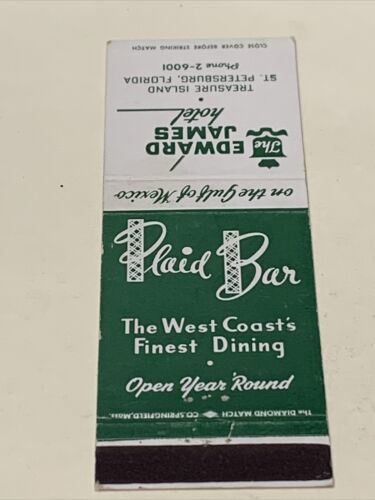 Plaid Bar
The West Coast's
Finest Dining
•
Open Year 'Round
The DIAMOND MATCH CO. SPRINGFIELD, Mass.
on the Gulf of Mexico
The EDWARD
JAMES
hotel
•
TREASURE ISLAND
ST. PETERSBURG, FLORIDA
Phone 2-6001
CLOSE COVER BEFORE STRIKING MATCH